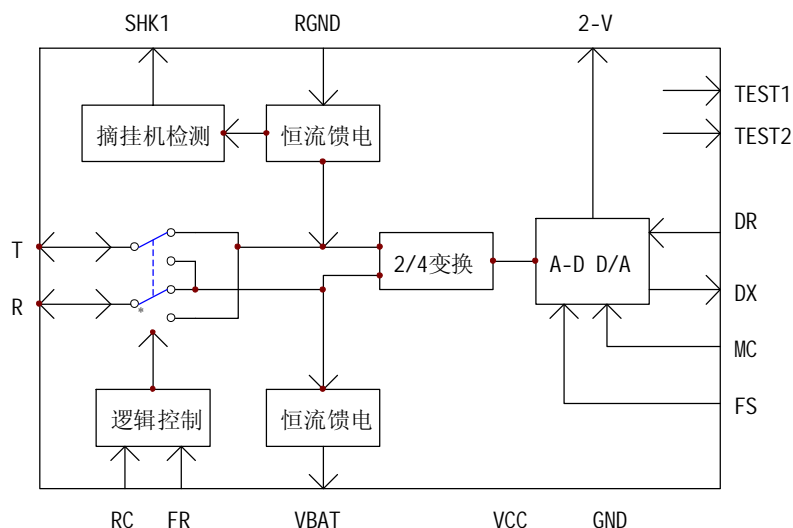 SHK1 RGND 2-V
TEST1
摘挂机检测 恒流馈电
TEST2
DR
T
2/4变换 A-D D/A
DX
R
*
MC
FS
逻辑控制 恒流馈电
RC FR VBAT VCC GND